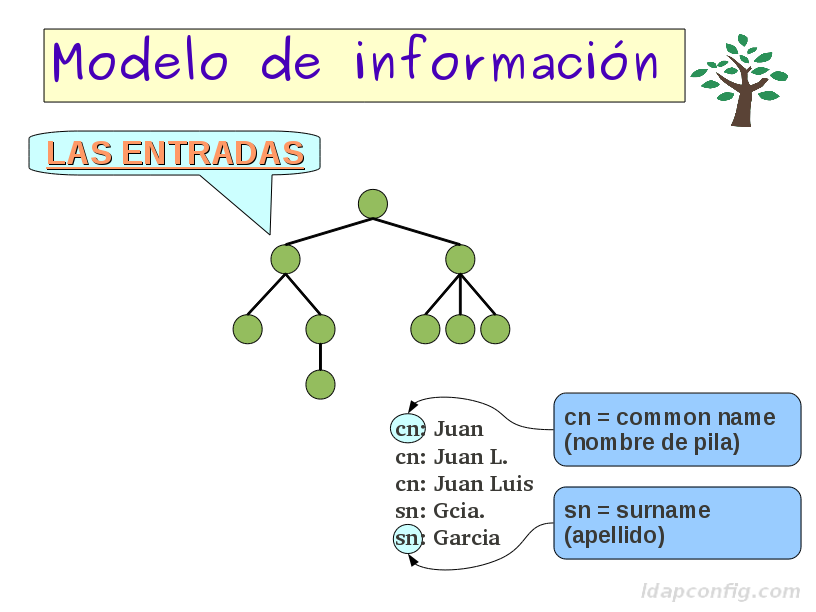 Modelo de información
LAS ENTRADAS
cn: Juan
cn: Juan L.
cn: Juan Luis
sn: Gcia.
sn: Garcia
cn = common name
(nombre de pila)
sn = surname
(apellido)
ldapconfig.com